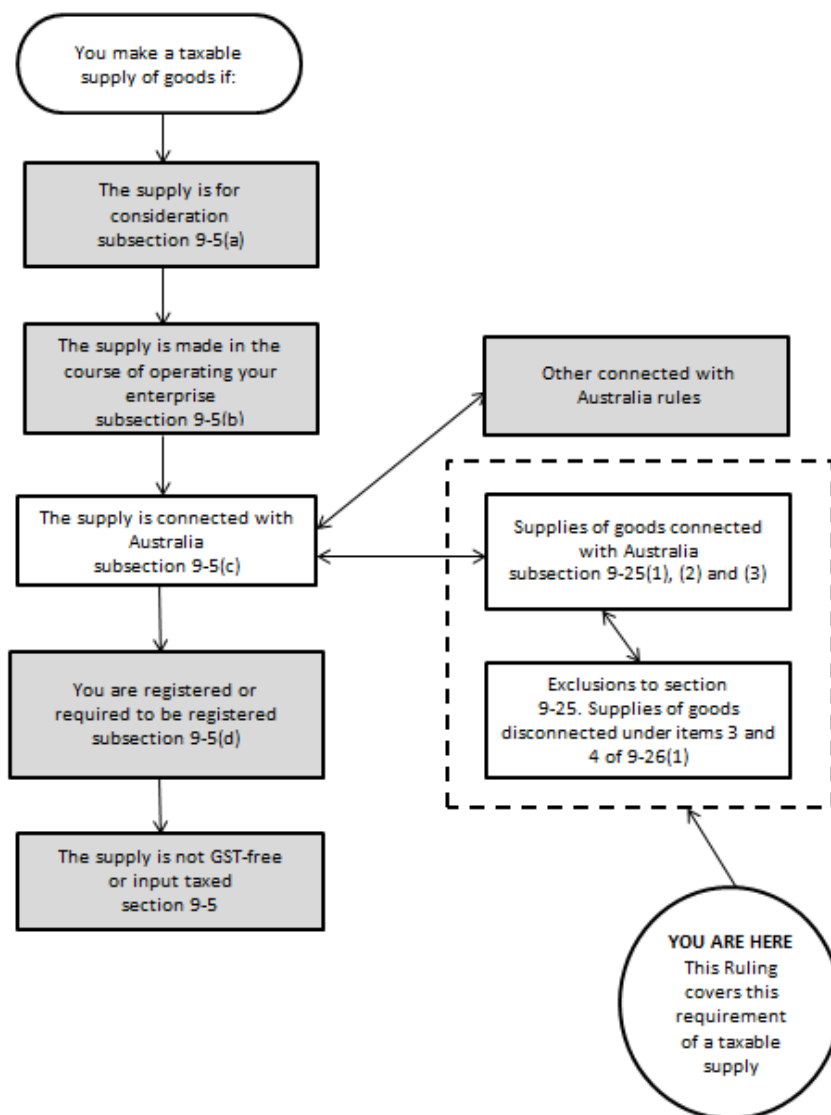 You make a taxable
supply of goods if:
The supply is for
consideration
subsection 9-5(a)
The supply is made in the
course of operating your
enterprise
subsection 9-5(b)
Other connected with
Australia rules
The supply is connected with
Australia
subsection 9-5(c)
Supplies of goods connected
with Australia
subsection 9-25(1), (2) and (3)
You are registered or
required to be registered
subsection 9-5(d)
Exclusions to section
9-25. Supplies of goods
disconnected under items 3 and
4 of 9-26(1)
The supply is not GST-free
or input taxed
section 9-5
YOU ARE HERE
This Ruling
covers this
requirement
of a taxable
supply